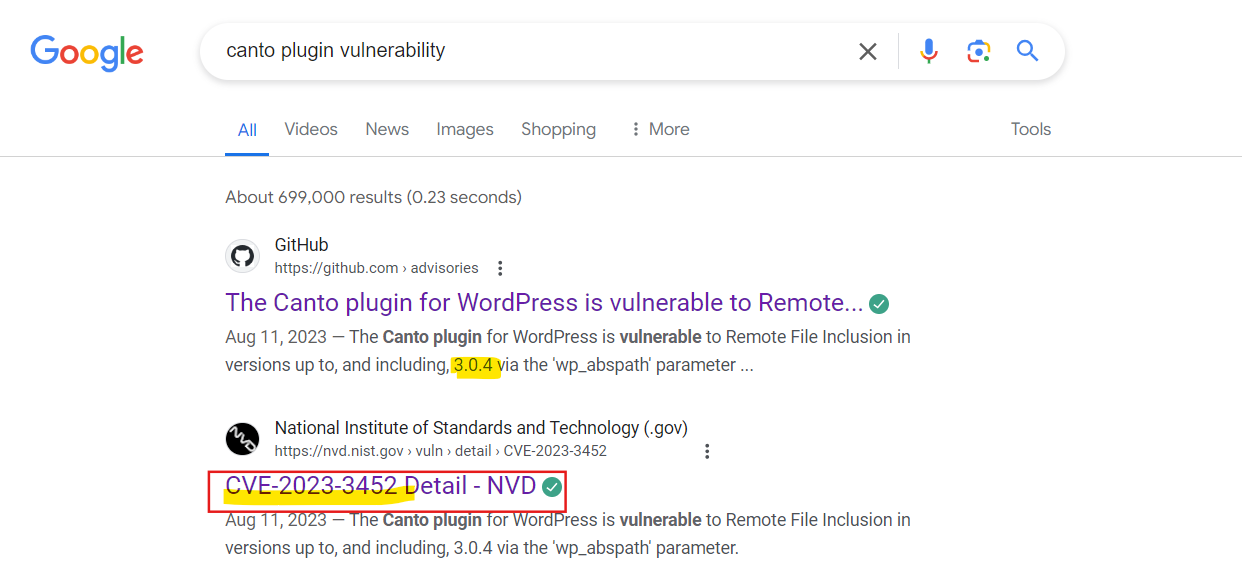 Google
canto plugin vulnerability
All Videos News Images Shopping More Tools
About 699,000 results (0.23 seconds)
GitHub
https://github.com › advisories
The Canto plugin for WordPress is vulnerable to Remote...
Aug 11, 2023 — The Canto plugin for WordPress is vulnerable to Remote File Inclusion in
versions up to, and including, 3.0.4 via the 'wp_abspath' parameter ...
NVD
National Institute of Standards and Technology (.gov)
https://nvd.nist.gov › vuln › detail › CVE-2023-3452
CVE-2023-3452 Detail - NVD
Aug 11, 2023 — The Canto plugin for WordPress is vulnerable to Remote File Inclusion in
versions up to, and including, 3.0.4 via the 'wp_abspath' parameter.